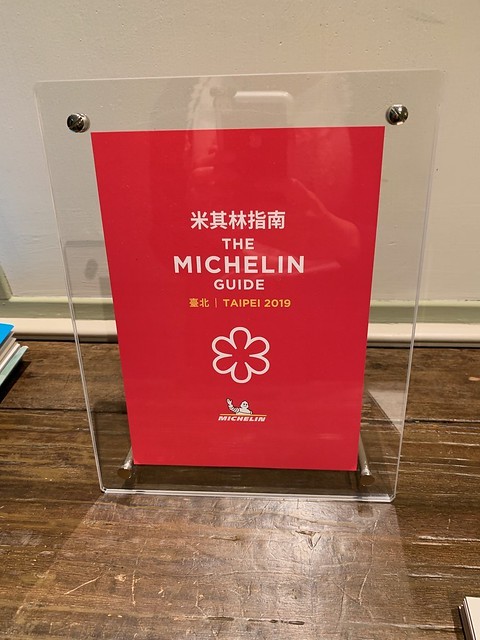 米其林指南
THE
MICHELIN
GUIDE
臺北 | TAIPEI 2019
MICHELIN